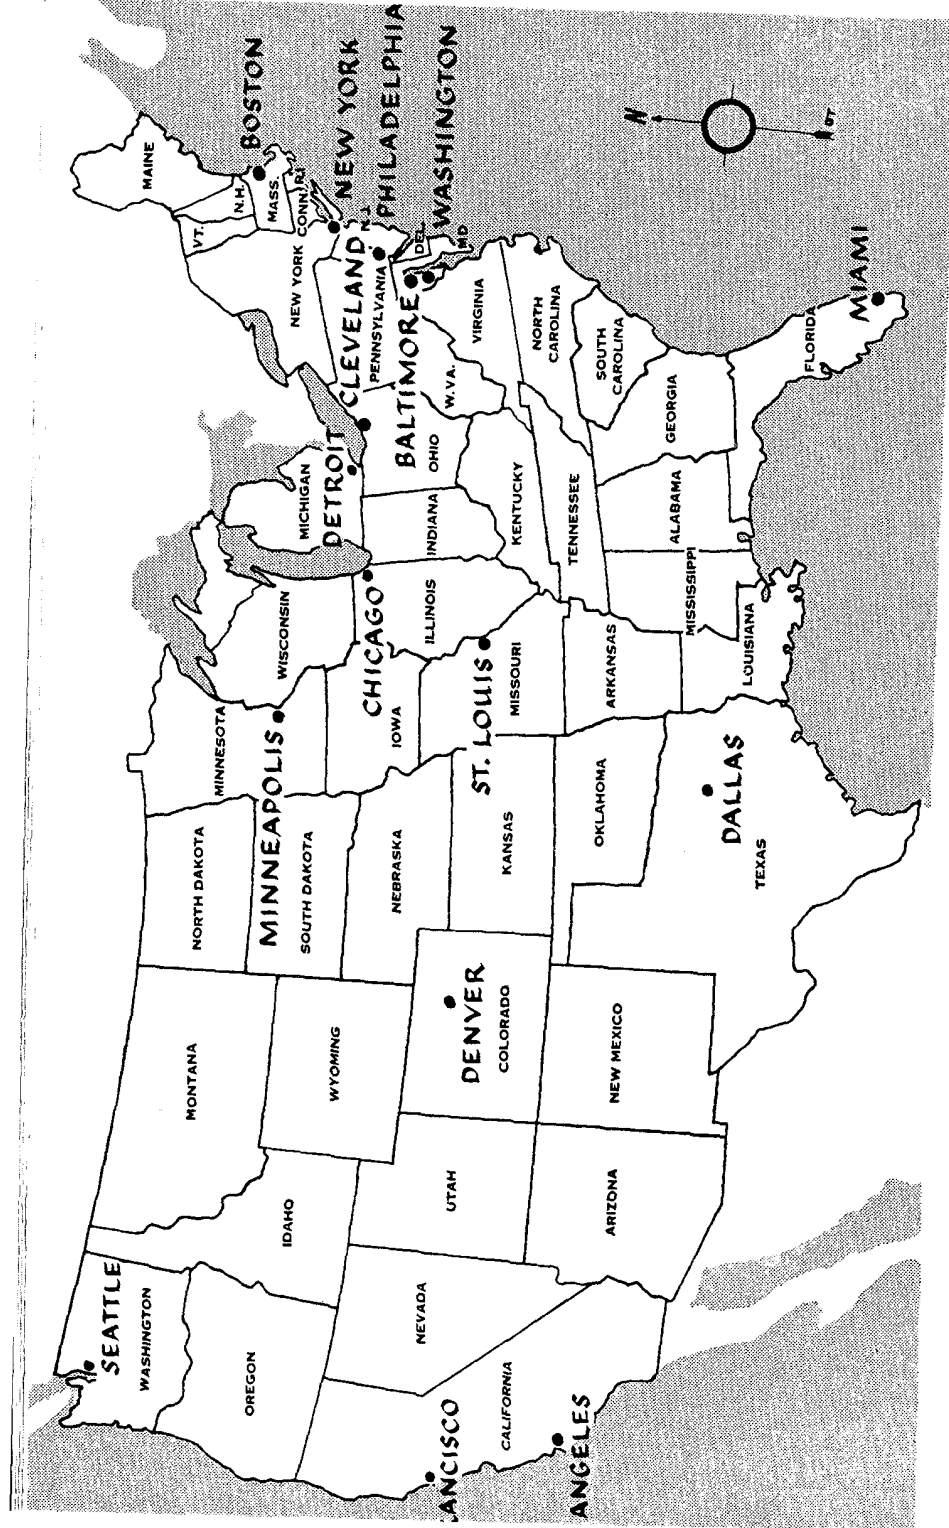 SEATTLE
WASHINGTON
OREGON
ANCISCO
CALIFORNIA
ANGELES
NEVADA
IDAHO
UTAH
ARIZONA
MONTANA
WYOMING
DENVER
COLORADO
NEW MEXICO
NORTH DAKOTA
MINNEAPOLIS
SOUTH DAKOTA
NEBRASKA
KANSAS
OKLAHOMA
DALLAS
TEXAS
MINNESOTA
IOWA
ST. LOUIS
MISSOURI
ARKANSAS
LOUISIANA
WISCONSIN
CHICAGO
ILLINOIS
MISSISSIPPI
MICHIGAN
DETROIT
INDIANA
KENTUCKY
TENNESSEE
ALABAMA
CLEVELAND
OHIO
BALTIMORE
W.VA.
VIRGINIA
NORTH
CAROLINA
SOUTH
CAROLINA
GEORGIA
FLORIDA
MIAMI
MAINE
VT.
N.H.
MASS.
CONN.
R.I.
BOSTON
NEW YORK
NEW YORK
N.J.
PENNSYLVANIA
PHILADELPHIA
DEL.
MD
WASHINGTON
N